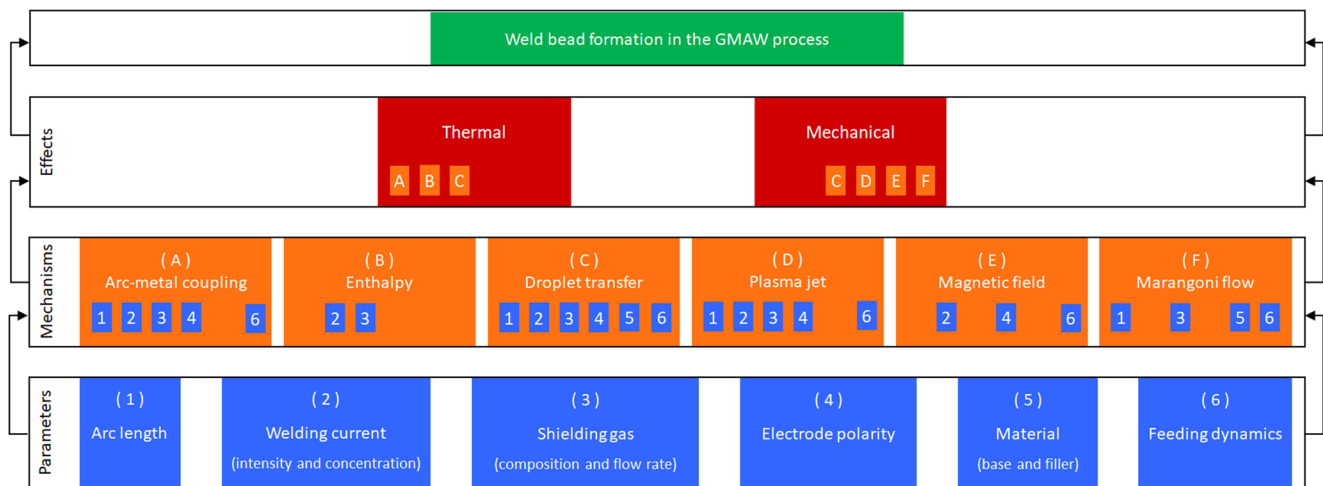 Weld bead formation in the GMAW process
Effects
Thermal
A B C
Mechanical
C D E F
Mechanisms
( A )
Arc-metal coupling
1 2 3 4 6
( B )
Enthalpy
2 3
( C )
Droplet transfer
1 2 3 4 5 6
( D )
Plasma jet
1 2 3 4 6
( E )
Magnetic field
2 4 6
( F )
Marangoni flow
1 3 5 6
Parameters
( 1 )
Arc length
( 2 )
Welding current
(intensity and concentration)
( 3 )
Shielding gas
(composition and flow rate)
( 4 )
Electrode polarity
( 5 )
Material
(base and filler)
( 6 )
Feeding dynamics